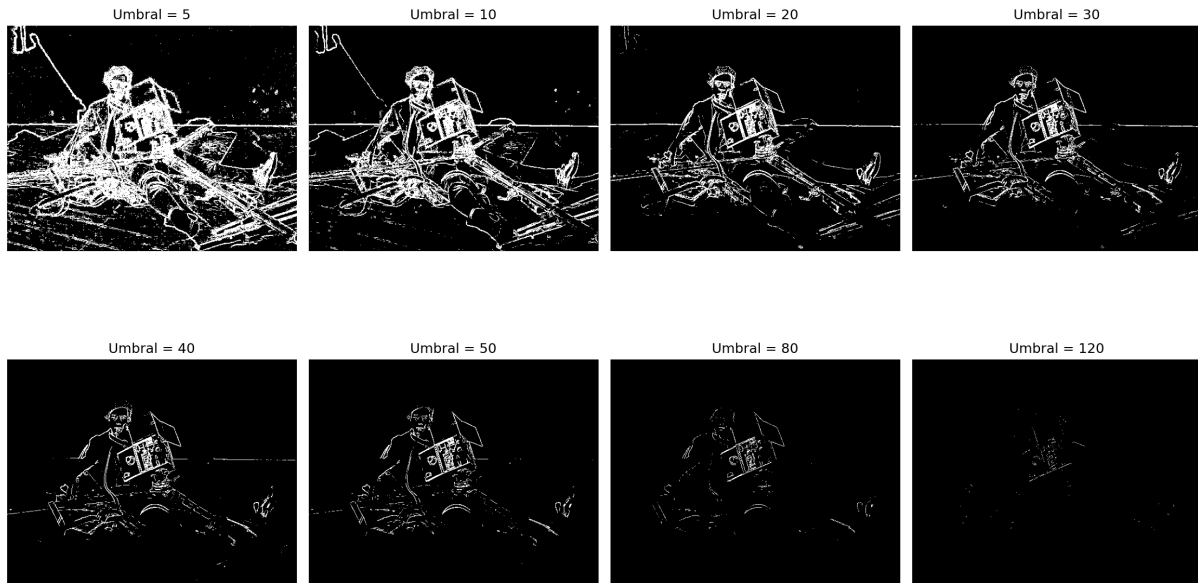 Umbral = 5
Umbral = 10
Umbral = 20
Umbral = 30
Umbral = 40
Umbral = 50
Umbral = 80
Umbral = 120